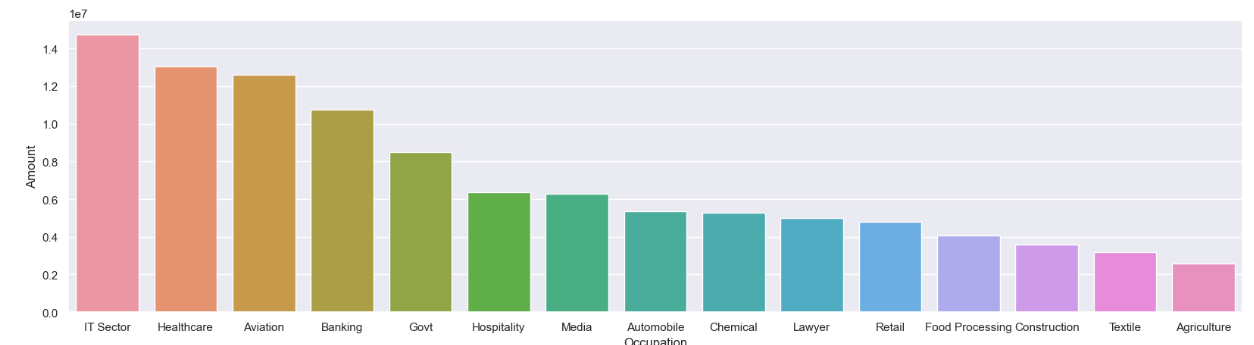 1e7
1.4
1.2
1.0
0.8
0.6
0.4
0.2
0.0
Amount
IT Sector Healthcare Aviation Banking Govt Hospitality Media Automobile Chemical Lawyer Retail Food Processing Construction Textile Agriculture
Occupation